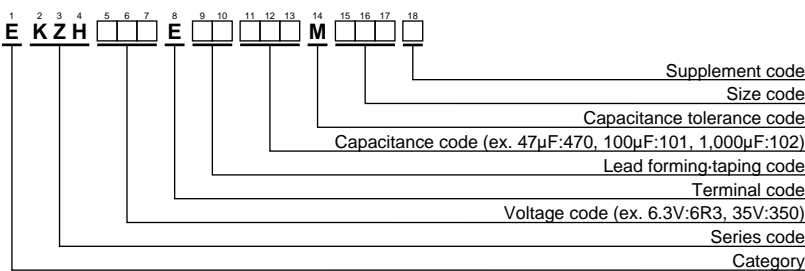 1 2 3 4 5 6 7 8 9 10 11 12 13 14 15 16 17 18
E KZH E M
Supplement code
Size code
Capacitance tolerance code
Capacitance code (ex. 47µF:470, 100µF:101, 1,000µF:102)
Lead forming·taping code
Terminal code
Voltage code (ex. 6.3V:6R3, 35V:350)
Series code
Category